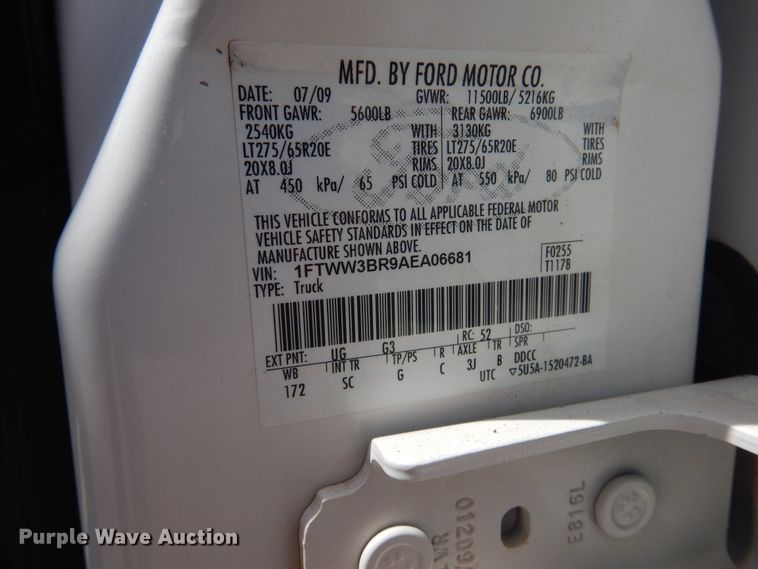 MFD. BY FORD MOTOR CO.
DATE: 07/09 GVWR: 11500LB/ 5216KG
FRONT GAWR: 5600LB REAR GAWR: 6900LB
2540KG WITH 3130KG WITH
LT275/65R20E TIRES LT275/65R20E TIRES
20X8.0J RIMS 20X8.0J RIMS
AT 450 kPa/ 65 PSI COLD AT 550 kPa/ 80 PSI COLD
Ford
THIS VEHICLE CONFORMS TO ALL APPLICABLE FEDERAL MOTOR
VEHICLE SAFETY STANDARDS IN EFFECT ON THE DATE OF
MANUFACTURE SHOWN ABOVE.
VIN: 1FTWW3BR9AEA06681 F0255
TYPE: Truck T1178
EXT PNT: UG G3 RC: 52 DSO:
WB INT TR TP/PS R AXLE TR SPR
172 SC G C 3J B DDCC
UTC ▽5U5A-1520472-BA
E816L
Purple Wave Auction